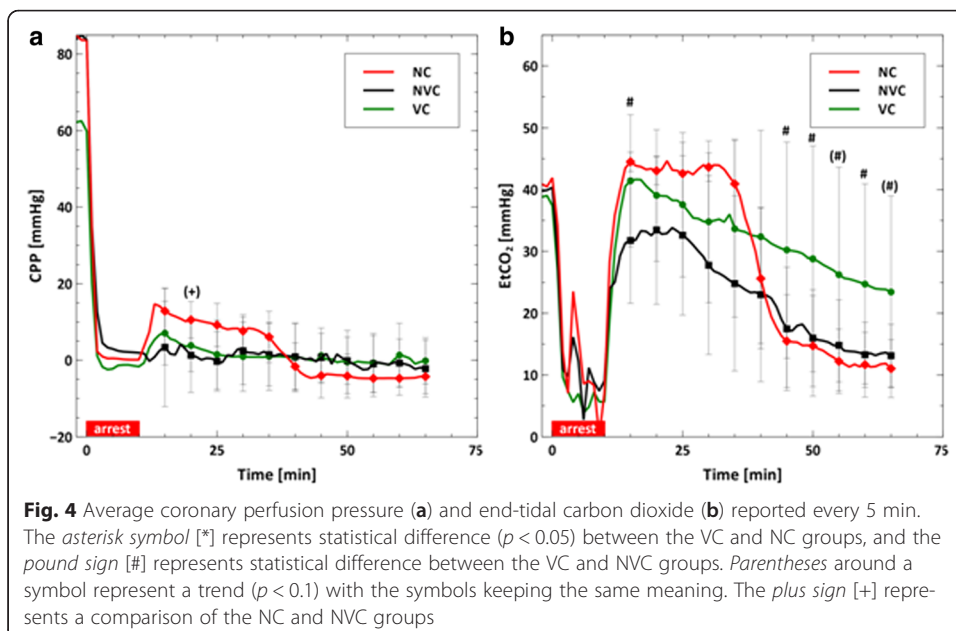 a
b
80
60
40
20
0
−20
CPP [mmHg]
NC
NVC
VC
(+)
arrest
0
25
50
75
Time [min]
60
50
40
30
20
10
0
EtCO₂ [mmHg]
NC
NVC
VC
#
#
#
(#)
#
(#)
arrest
0
25
50
75
Time [min]
Fig. 4 Average coronary perfusion pressure (a) and end-tidal carbon dioxide (b) reported every 5 min.
The asterisk symbol [*] represents statistical difference (p < 0.05) between the VC and NC groups, and the
pound sign [#] represents statistical difference between the VC and NVC groups. Parentheses around a
symbol represent a trend (p < 0.1) with the symbols keeping the same meaning. The plus sign [+] repre-
sents a comparison of the NC and NVC groups